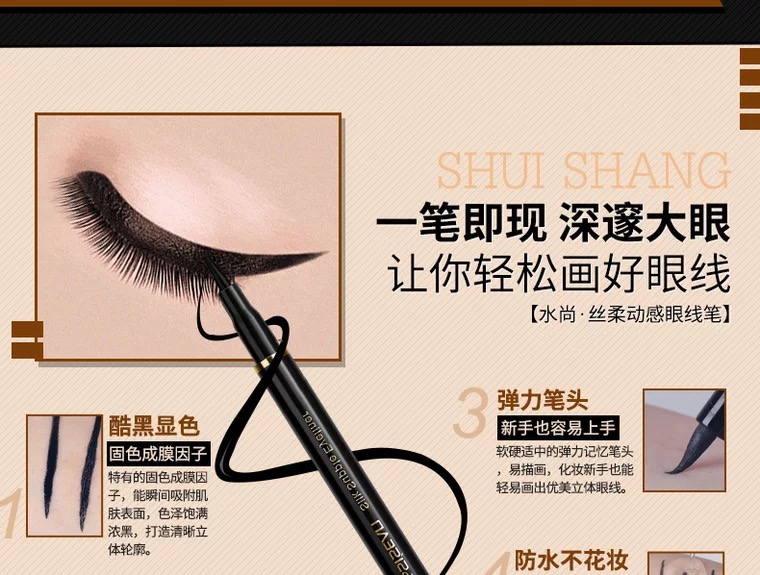 SHUI SHANG
一笔即现 深邃大眼
让你轻松画好眼线
【水尚·丝柔动感眼线笔】
1
酷黑显色
固色成膜因子
特有的固色成膜因
子，能瞬间吸附肌
肤表面，色泽饱满
浓黑，打造清晰立
体轮廓。
Silk Supple Eyeliner
3
弹力笔头
新手也容易上手
软硬适中的弹力记忆笔头
，易描画，化妆新手也能
轻易画出优美立体眼线。
4
防水不花妆